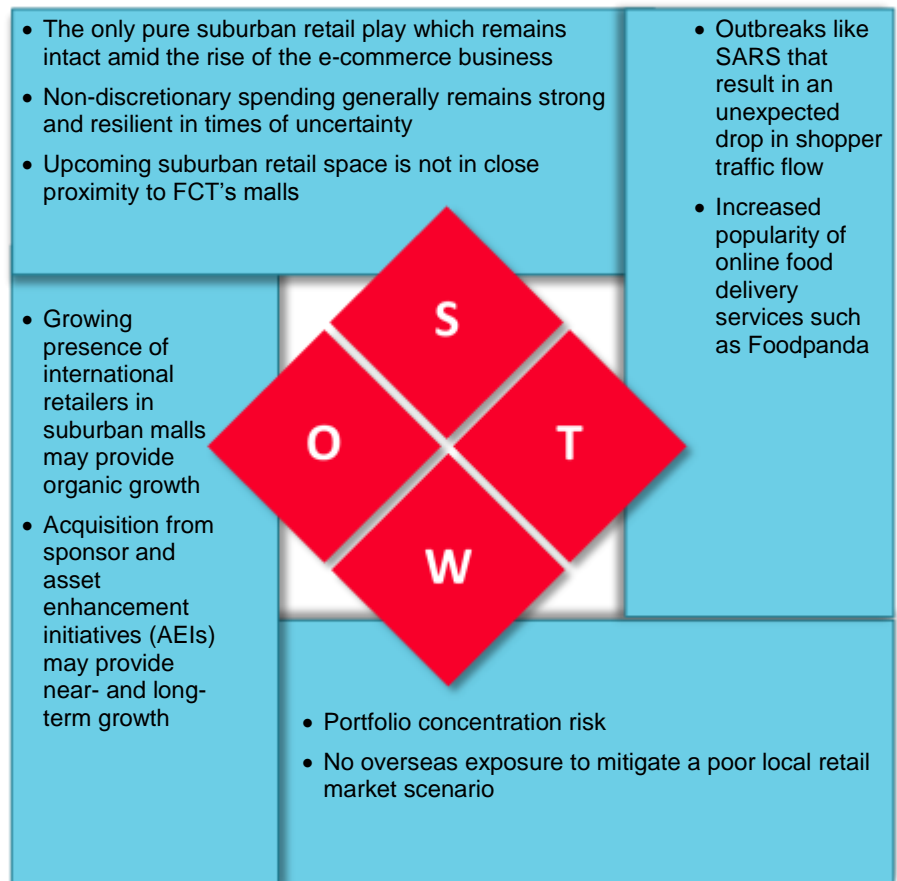 • The only pure suburban retail play which remains
intact amid the rise of the e-commerce business
• Non-discretionary spending generally remains strong
and resilient in times of uncertainty
• Upcoming suburban retail space is not in close
proximity to FCT's malls
• Outbreaks like
SARS that
result in an
unexpected
drop in shopper
traffic flow
• Increased
popularity of
online food
delivery
services such
as Foodpanda
• Growing
presence of
international
retailers in
suburban malls
may provide
organic growth
• Acquisition from
sponsor and
asset
enhancement
initiatives (AEIs)
may provide
near- and long-
term growth
S
O
T
W
• Portfolio concentration risk
• No overseas exposure to mitigate a poor local retail
market scenario